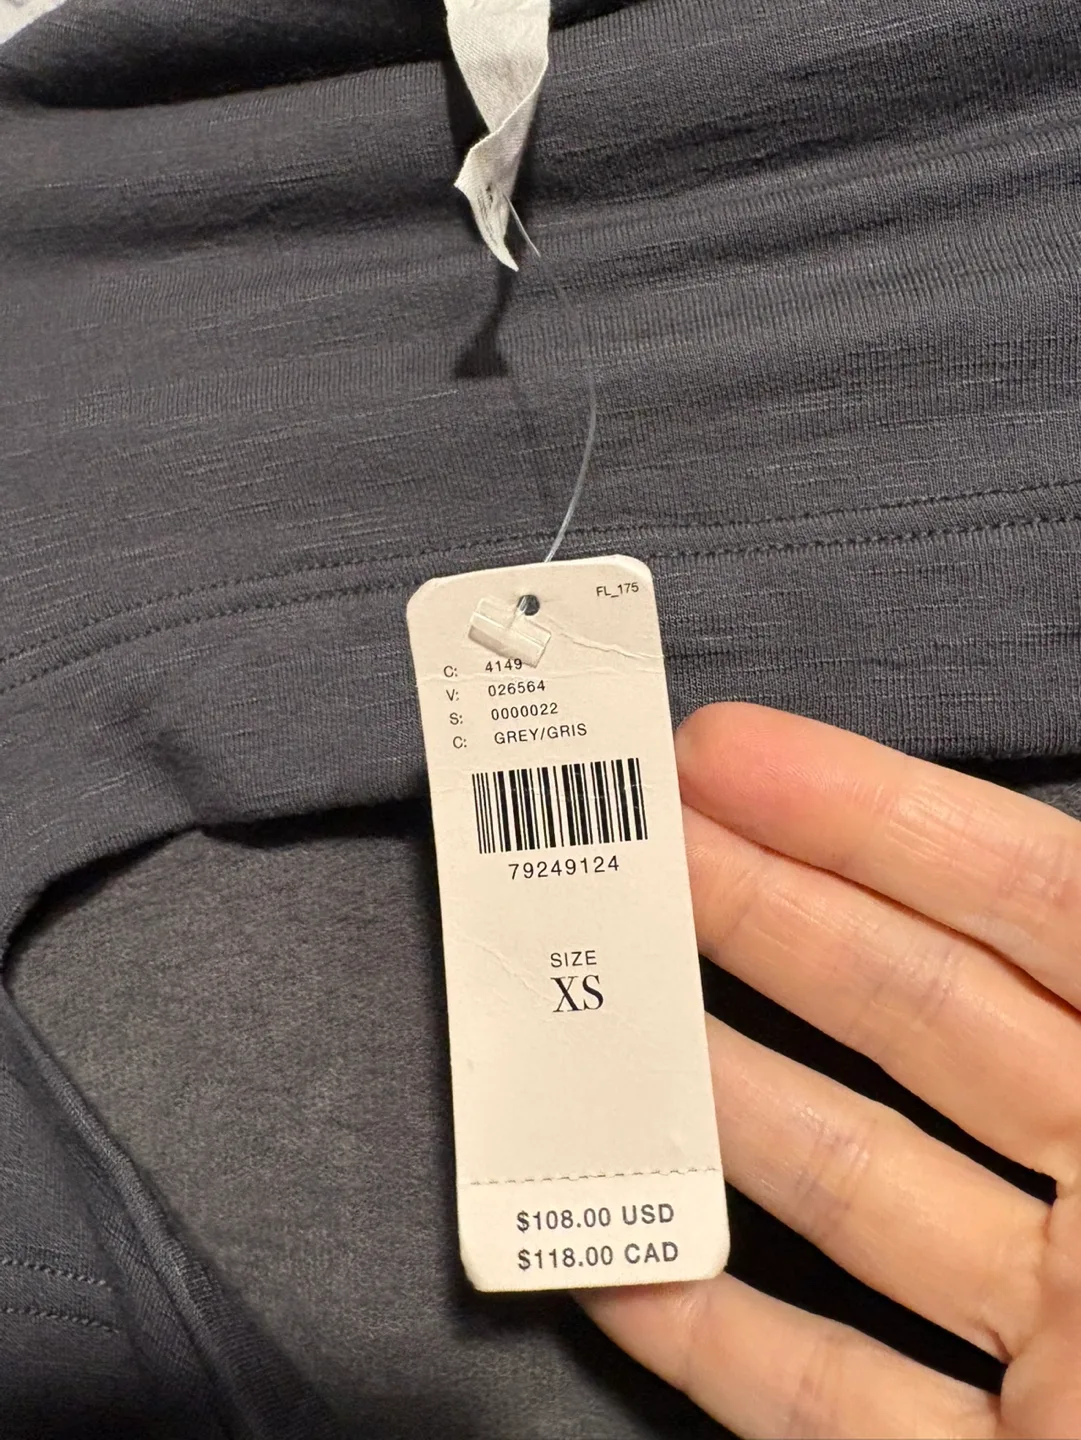 FL_175
C: 4149
V: 026564
S: 0000022
C: GREY/GRIS
79249124
SIZE
XS
$108.00 USD
$118.00 CAD